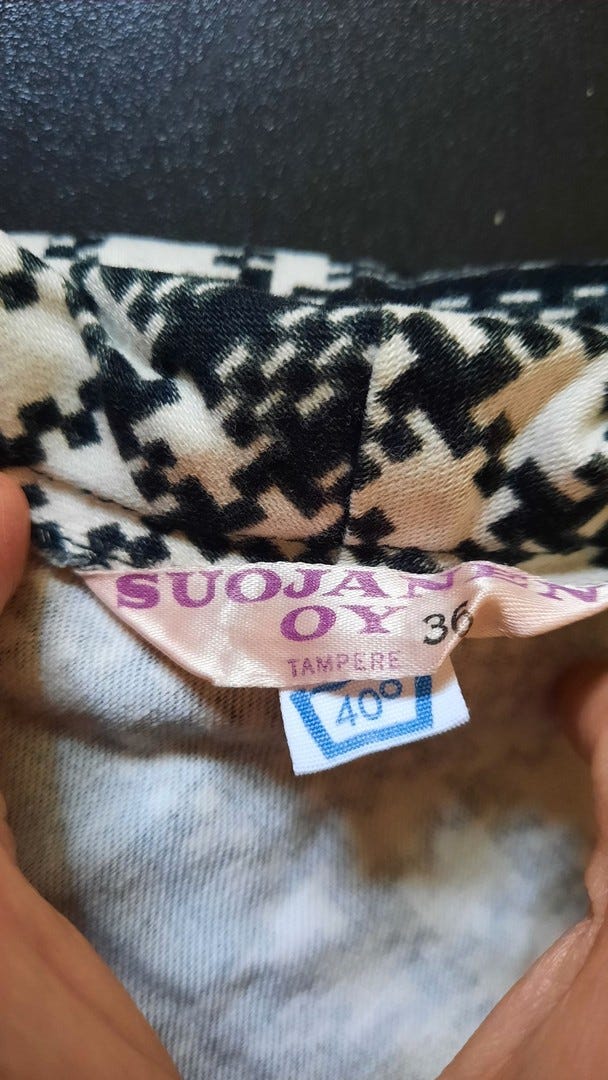 SUOJANEN
OY 36
TAMPERE
40°